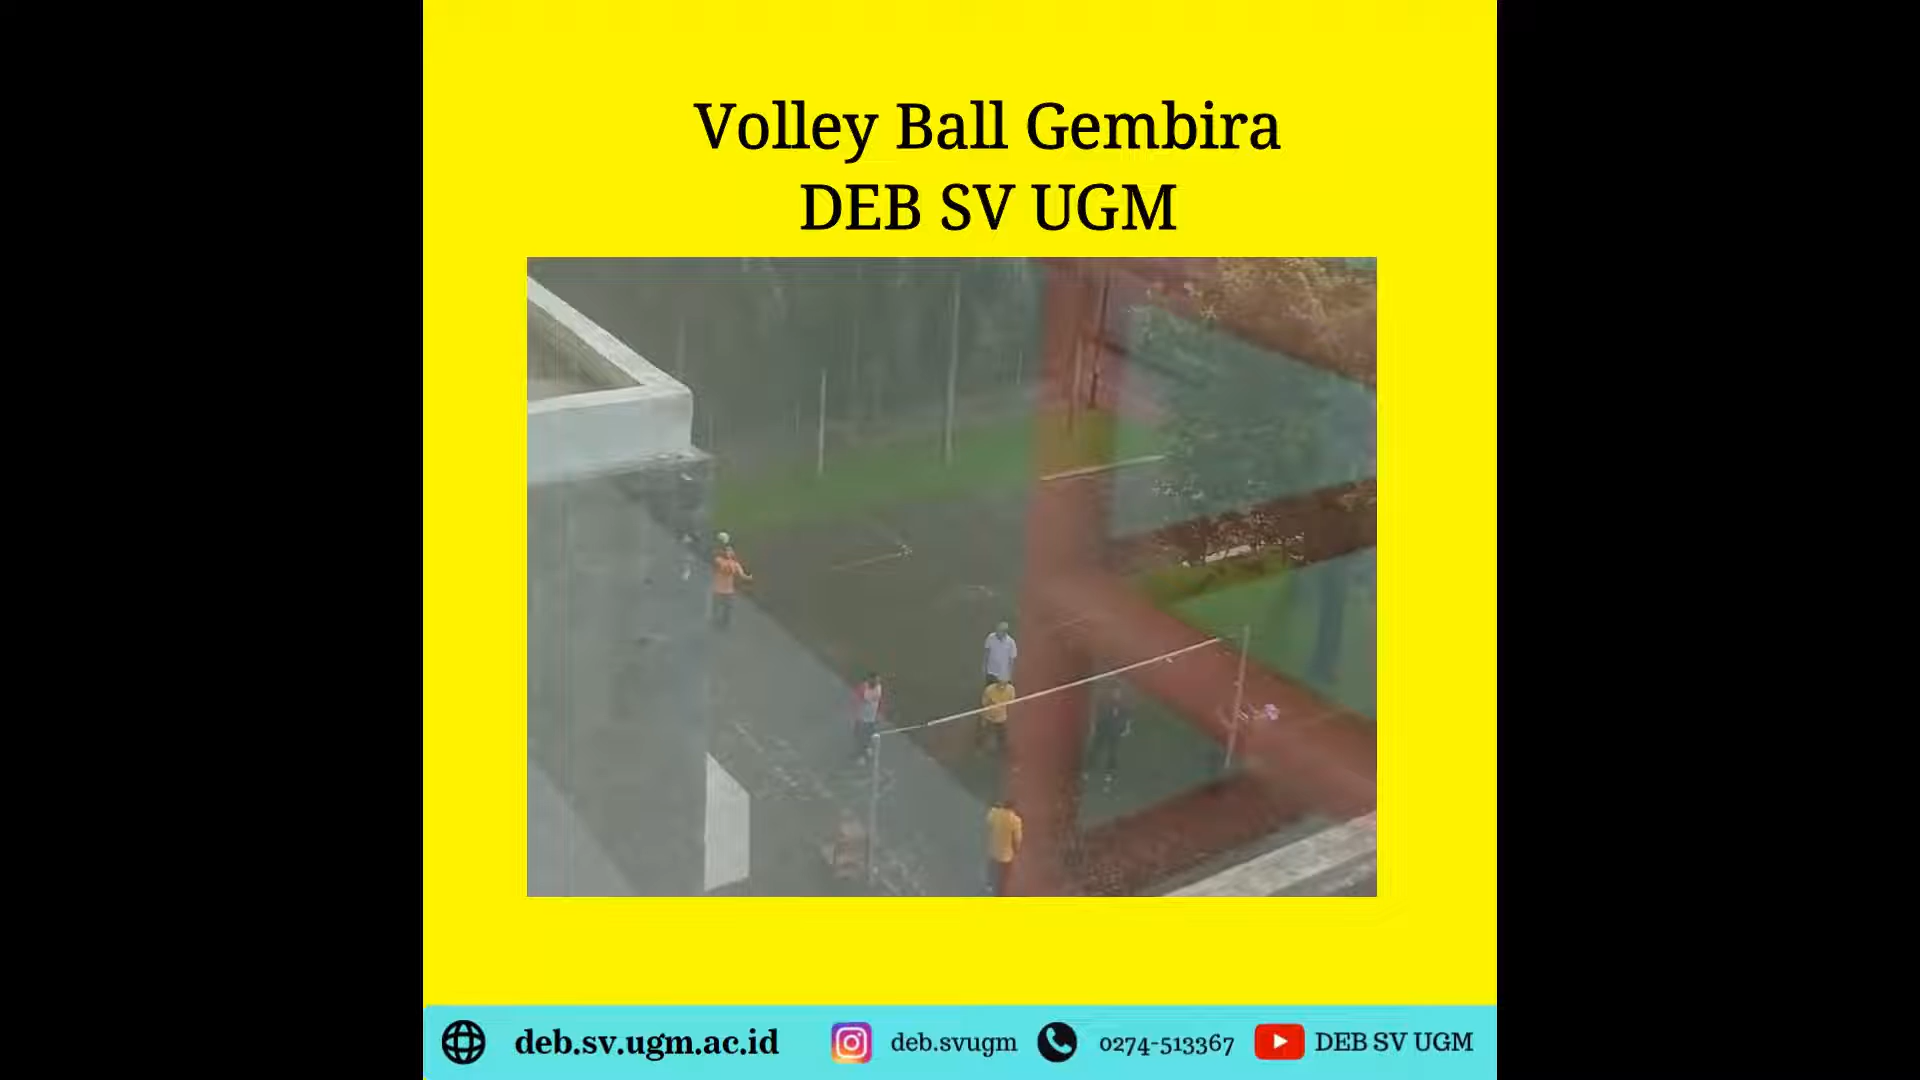 Volley Ball Gembira
DEB SV UGM
deb.sv.ugm.ac.id deb.svugm 0274-513367 DEB SV UGM